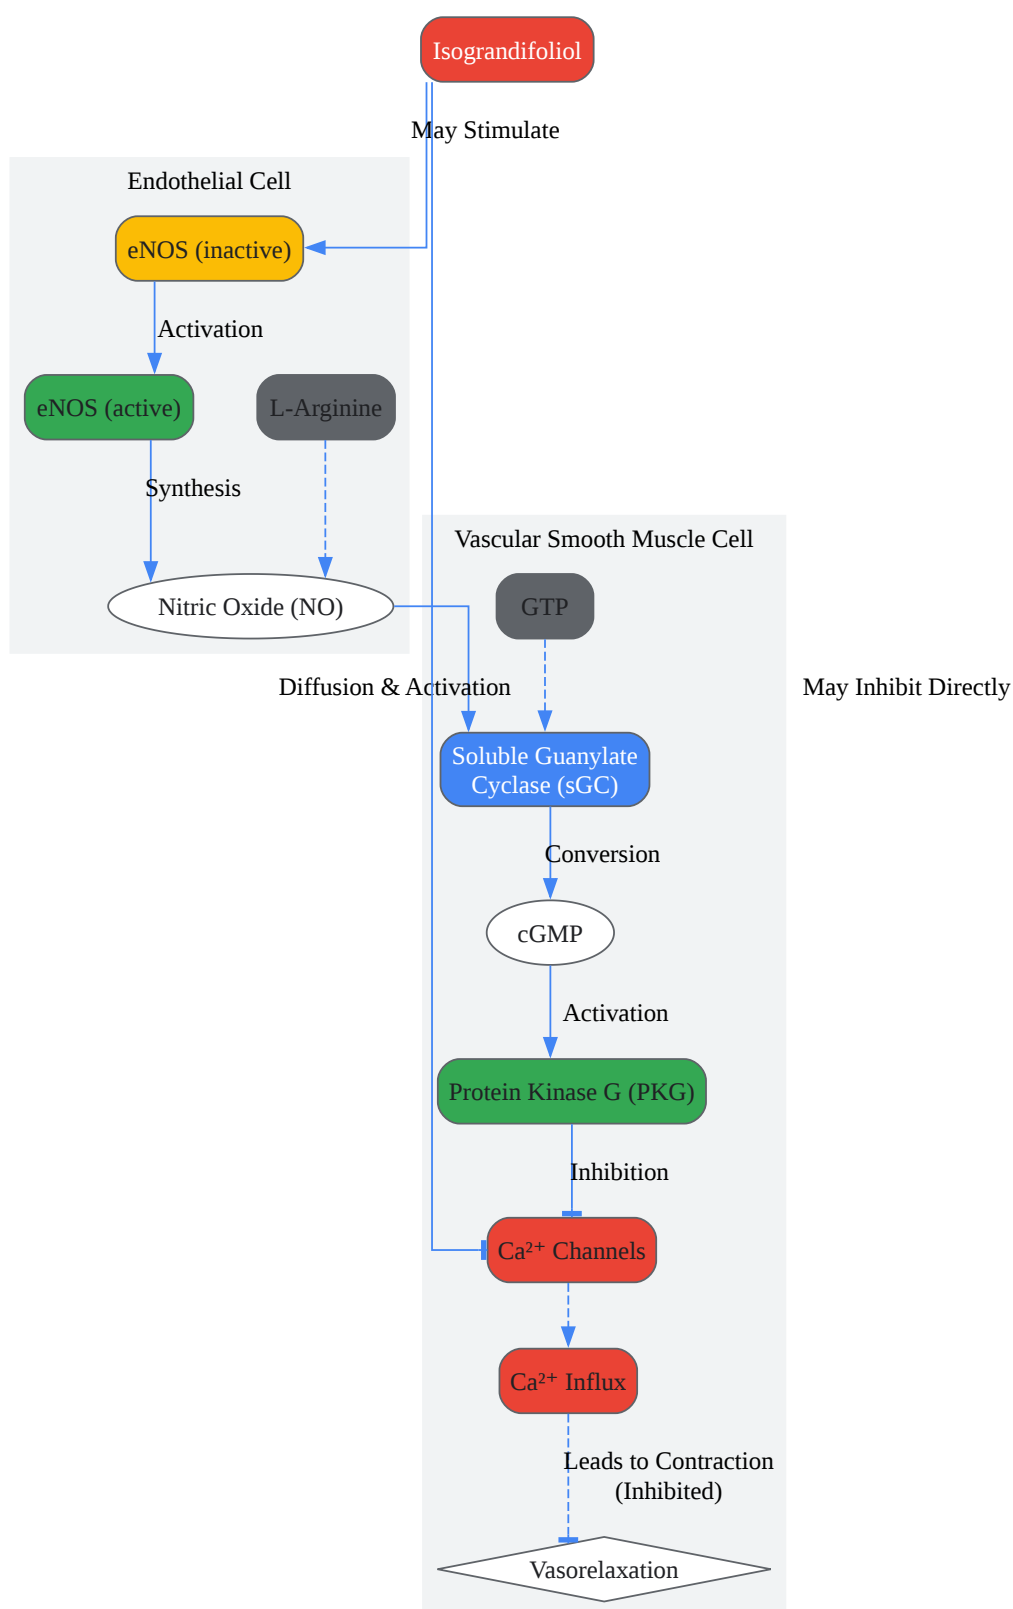 Isograndifoliol
May Stimulate
Endothelial Cell
eNOS (inactive)
Activation
eNOS (active)
L-Arginine
Synthesis
Nitric Oxide (NO)
Vascular Smooth Muscle Cell
GTP
Diffusion & Activation
May Inhibit Directly
Soluble Guanylate
Cyclase (sGC)
Conversion
cGMP
Activation
Protein Kinase G (PKG)
Inhibition
Ca²⁺ Channels
Ca²⁺ Influx
Leads to Contraction
(Inhibited)
Vasorelaxation